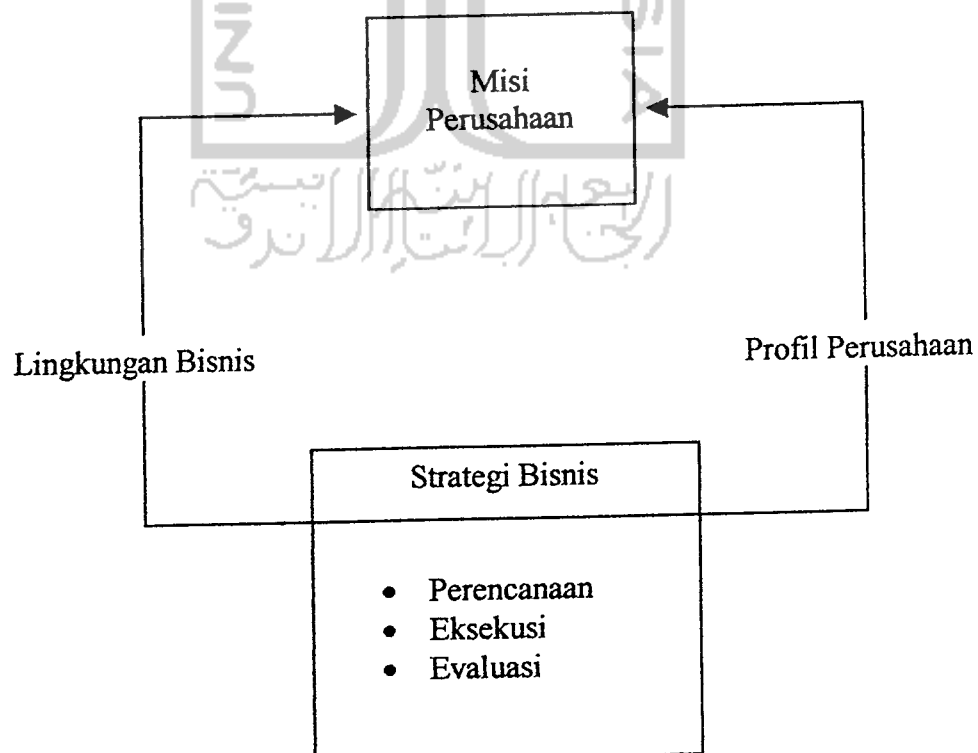 Misi
Perusahaan
Lingkungan Bisnis
Profil Perusahaan
Strategi Bisnis
• Perencanaan
• Eksekusi
• Evaluasi